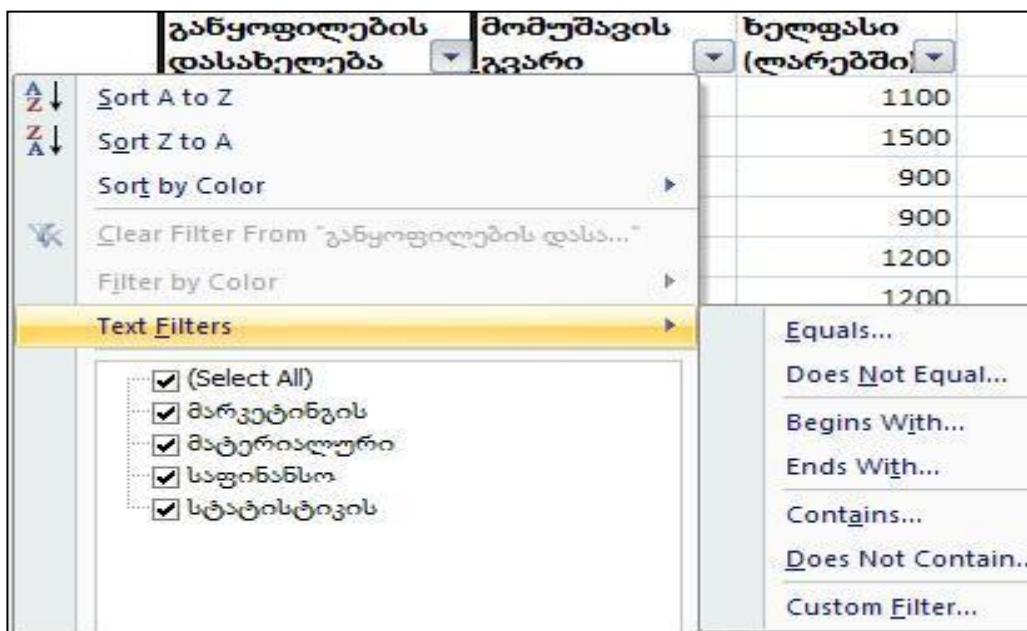 განყოფილების დასახელება
მომუშავის გვარი
ხელფასი (ლარებში)
Sort A to Z
Sort Z to A
Sort by Color
Clear Filter From "განყოფილების დასა..."
Filter by Color
Text Filters
(Select All)
მარკეტინგის
მატერიალური
საფინანსო
სტატისტიკის
1100
1500
900
900
1200
1200
Equals...
Does Not Equal...
Begins With...
Ends With...
Contains...
Does Not Contain..
Custom Filter...